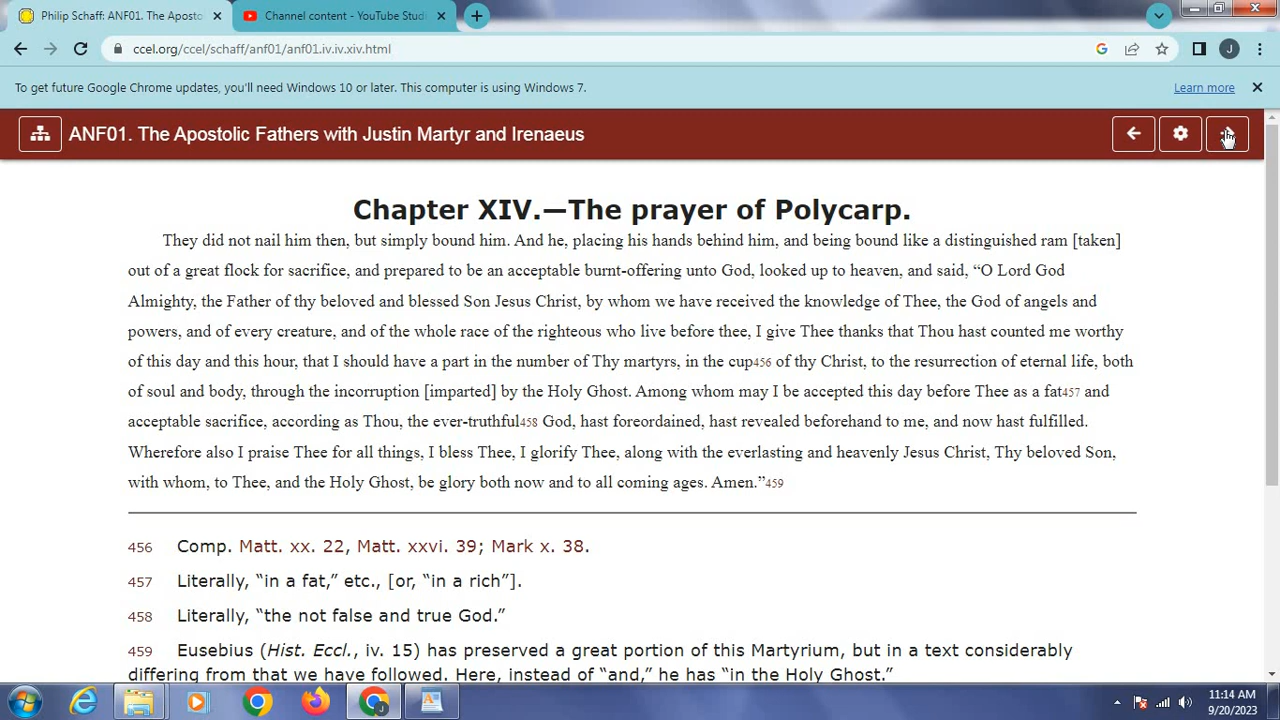 Philip Schaff: ANF01. The Aposto
Channel content - YouTube Studi
ccel.org/ccel/schaff/anf01/anf01.iv.iv.xiv.html
J
To get future Google Chrome updates, you'll need Windows 10 or later. This computer is using Windows 7.
Learn more
ANF01. The Apostolic Fathers with Justin Martyr and Irenaeus
Chapter XIV.—The prayer of Polycarp.
They did not nail him then, but simply bound him. And he, placing his hands behind him, and being bound like a distinguished ram [taken]
out of a great flock for sacrifice, and prepared to be an acceptable burnt-offering unto God, looked up to heaven, and said, “O Lord God
Almighty, the Father of thy beloved and blessed Son Jesus Christ, by whom we have received the knowledge of Thee, the God of angels and
powers, and of every creature, and of the whole race of the righteous who live before thee, I give Thee thanks that Thou hast counted me worthy
of this day and this hour, that I should have a part in the number of Thy martyrs, in the cup456 of thy Christ, to the resurrection of eternal life, both
of soul and body, through the incorruption [imparted] by the Holy Ghost. Among whom may I be accepted this day before Thee as a fat457 and
acceptable sacrifice, according as Thou, the ever-truthful458 God, hast foreordained, hast revealed beforehand to me, and now hast fulfilled.
Wherefore also I praise Thee for all things, I bless Thee, I glorify Thee, along with the everlasting and heavenly Jesus Christ, Thy beloved Son,
with whom, to Thee, and the Holy Ghost, be glory both now and to all coming ages. Amen.”459
456 Comp. Matt. xx. 22, Matt. xxvi. 39; Mark x. 38.
457 Literally, “in a fat,” etc., [or, “in a rich”].
458 Literally, “the not false and true God.”
459 Eusebius (Hist. Eccl., iv. 15) has preserved a great portion of this Martyrium, but in a text considerably
differing from that we have followed. Here, instead of “and,” he has “in the Holy Ghost.”
11:14 AM
9/20/2023